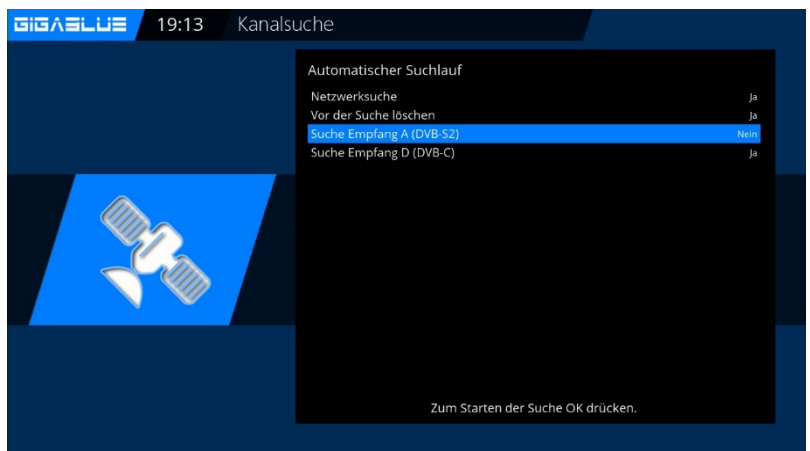 GIGABLUE 19:13 Kanalsuche
Automatischer Suchlauf
Netzwerksuche Ja
Vor der Suche löschen Ja
Suche Empfang A (DVB-S2) Nein
Suche Empfang D (DVB-C) Ja
Zum Starten der Suche OK drücken.